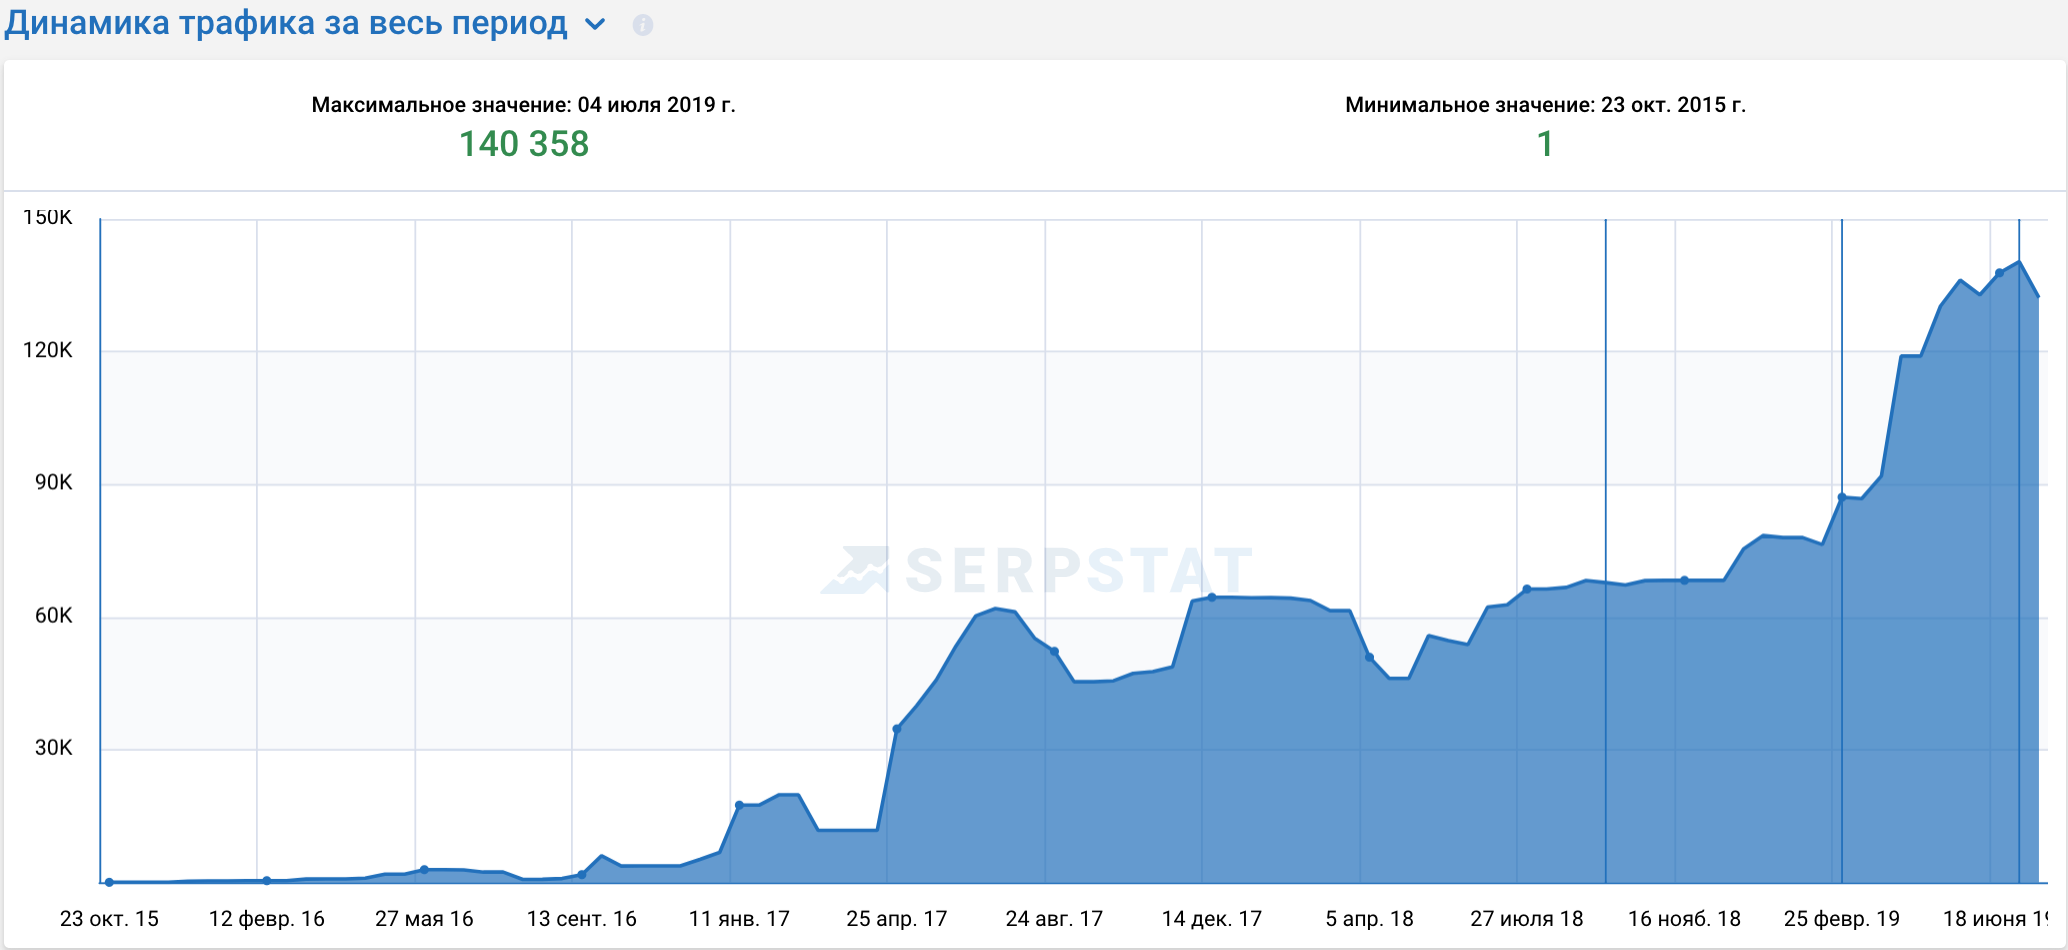 Динамика трафика за весь период
Максимальное значение: 04 июля 2019 г.
140 358
Минимальное значение: 23 окт. 2015 г.
1
150K
120K
90K
60K
30K
SERPSTAT
23 окт. 15 12 февр. 16 27 мая 16 13 сент. 16 11 янв. 17 25 апр. 17 24 авг. 17 14 дек. 17 5 апр. 18 27 июля 18 16 нояб. 18 25 февр. 19 18 июня 19